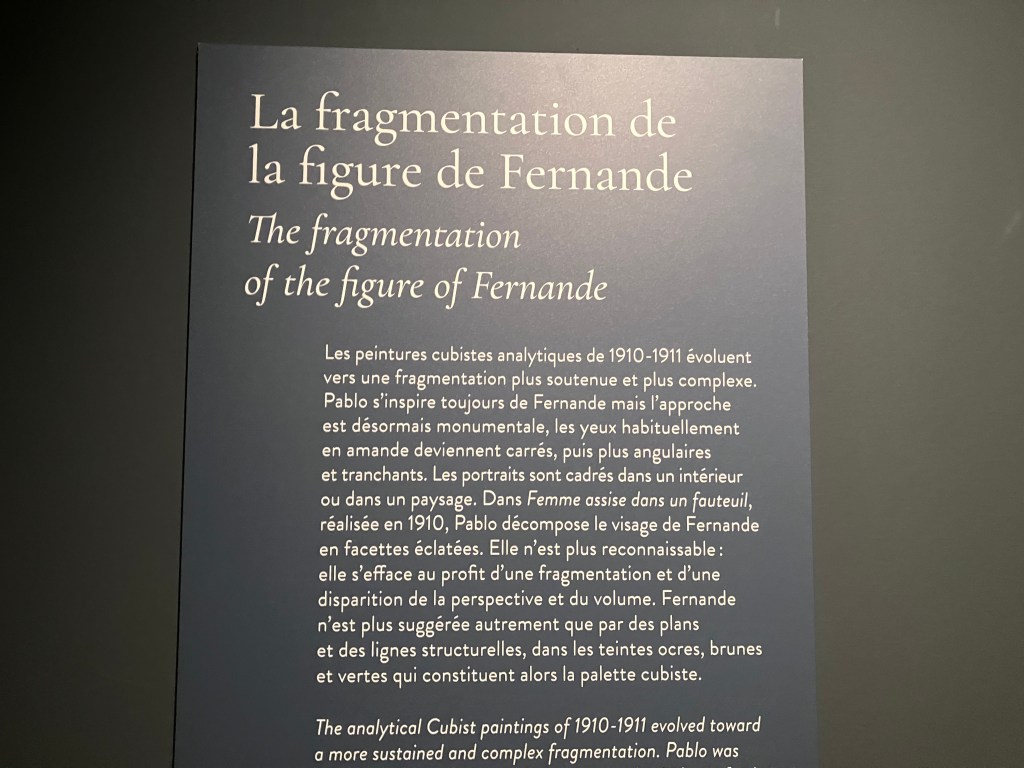 La fragmentation de
la figure de Fernande
The fragmentation
of the figure of Fernande
Les peintures cubistes analytiques de 1910-1911 évoluent
vers une fragmentation plus soutenue et plus complexe.
Pablo s’inspire toujours de Fernande mais l’approche
est désormais monumentale, les yeux habituellement
en amande deviennent carrés, puis plus angulaires
et tranchants. Les portraits sont cadrés dans un intérieur
ou dans un paysage. Dans Femme assise dans un fauteuil,
réalisée en 1910, Pablo décompose le visage de Fernande
en facettes éclatées. Elle n’est plus reconnaissable :
elle s’efface au profit d’une fragmentation et d’une
disparition de la perspective et du volume. Fernande
n’est plus suggérée autrement que par des plans
et des lignes structurelles, dans les teintes ocres, brunes
et vertes qui constituent alors la palette cubiste.
The analytical Cubist paintings of 1910-1911 evolved toward
a more sustained and complex fragmentation. Pablo was